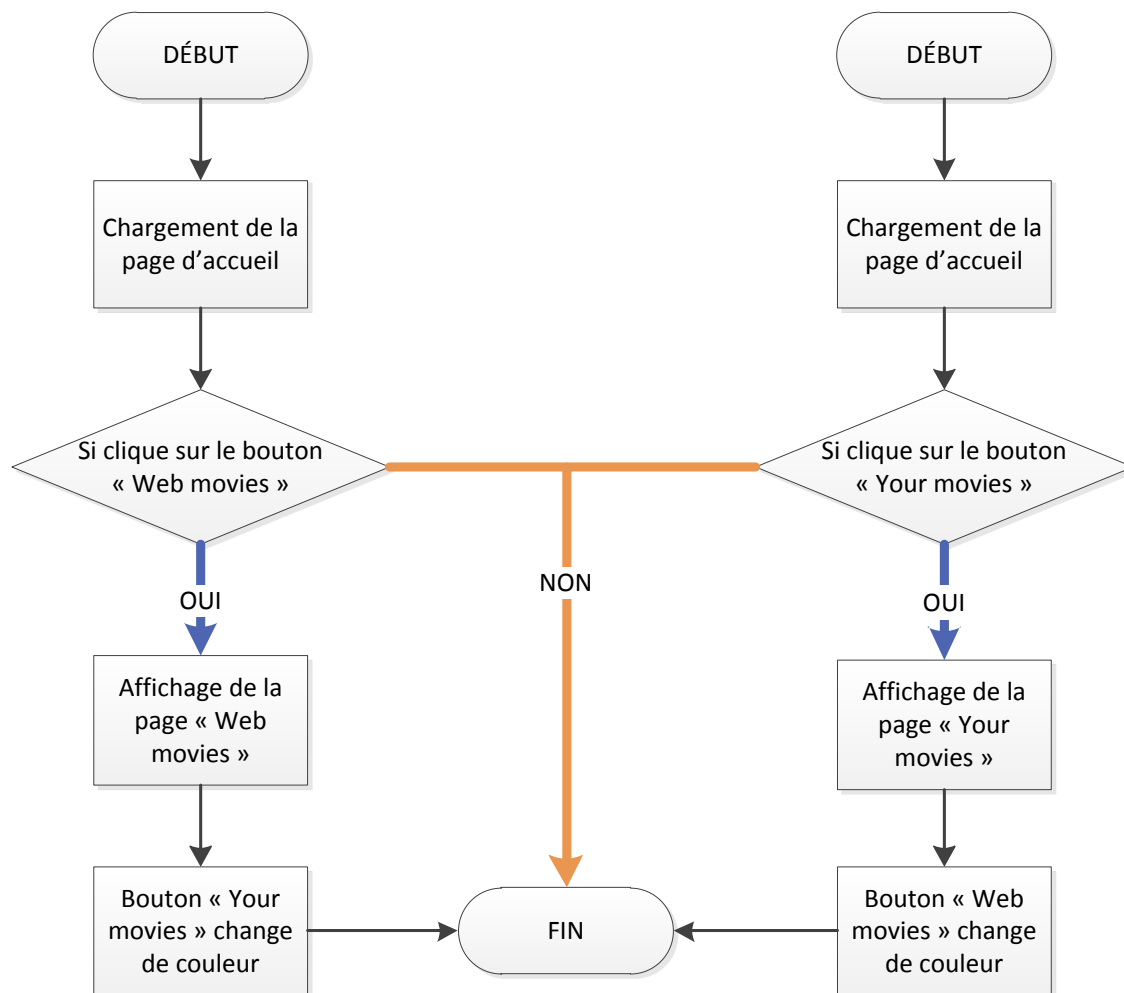 DÉBUT
DÉBUT
Chargement de la
page d'accueil
Chargement de la
page d'accueil
Si clique sur le bouton
« Web movies »
Si clique sur le bouton
« Your movies »
NON
OUI
OUI
Affichage de la
page « Web
movies »
Affichage de la
page « Your
movies »
Bouton « Your
movies » change
de couleur
FIN
Bouton « Web
movies » change
de couleur